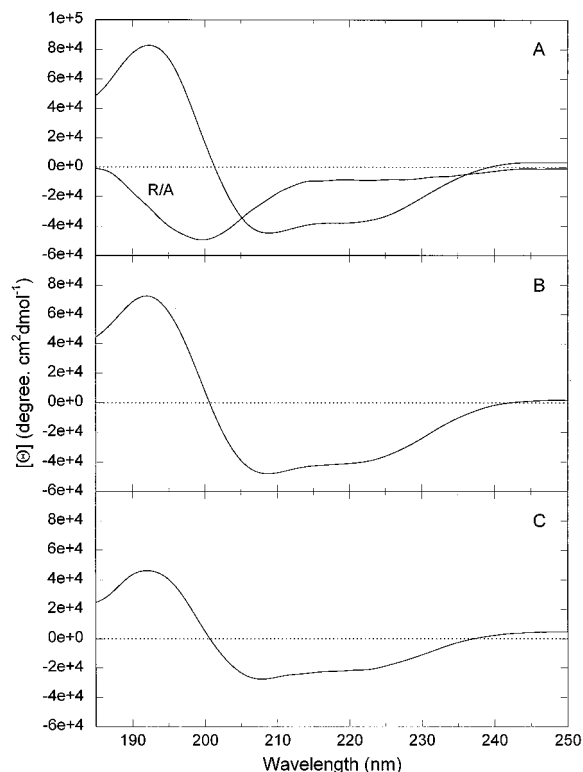 1e+5
8e+4
6e+4
4e+4
2e+4
0e+0
-2e+4
-4e+4
-6e+4
A
R/A
8e+4
6e+4
4e+4
2e+4
0e+0
-2e+4
-4e+4
-6e+4
B
8e+4
6e+4
4e+4
2e+4
0e+0
-2e+4
-4e+4
-6e+4
C
[Θ] (degree. cm²dmol⁻¹)
190 200 210 220 230 240 250
Wavelength (nm)